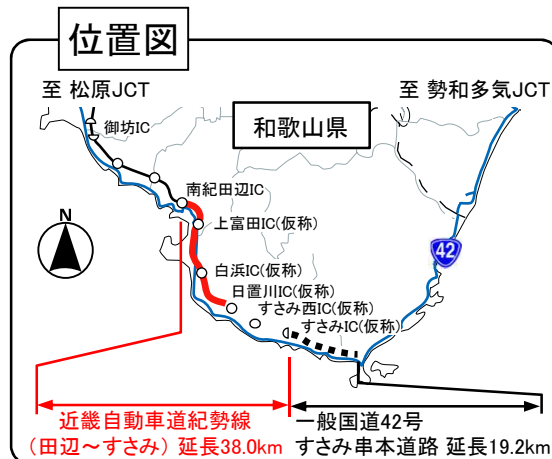 位置図
至 松原JCT
至 勢和多気JCT
御坊IC
和歌山県
南紀田辺IC
上富田IC(仮称)
N
42
白浜IC(仮称)
日置川IC(仮称)
すさみ西IC(仮称)
すさみIC(仮称)
近畿自動車道紀勢線
(田辺~すさみ) 延長38.0km
一般国道42号
すさみ串本道路 延長19.2km